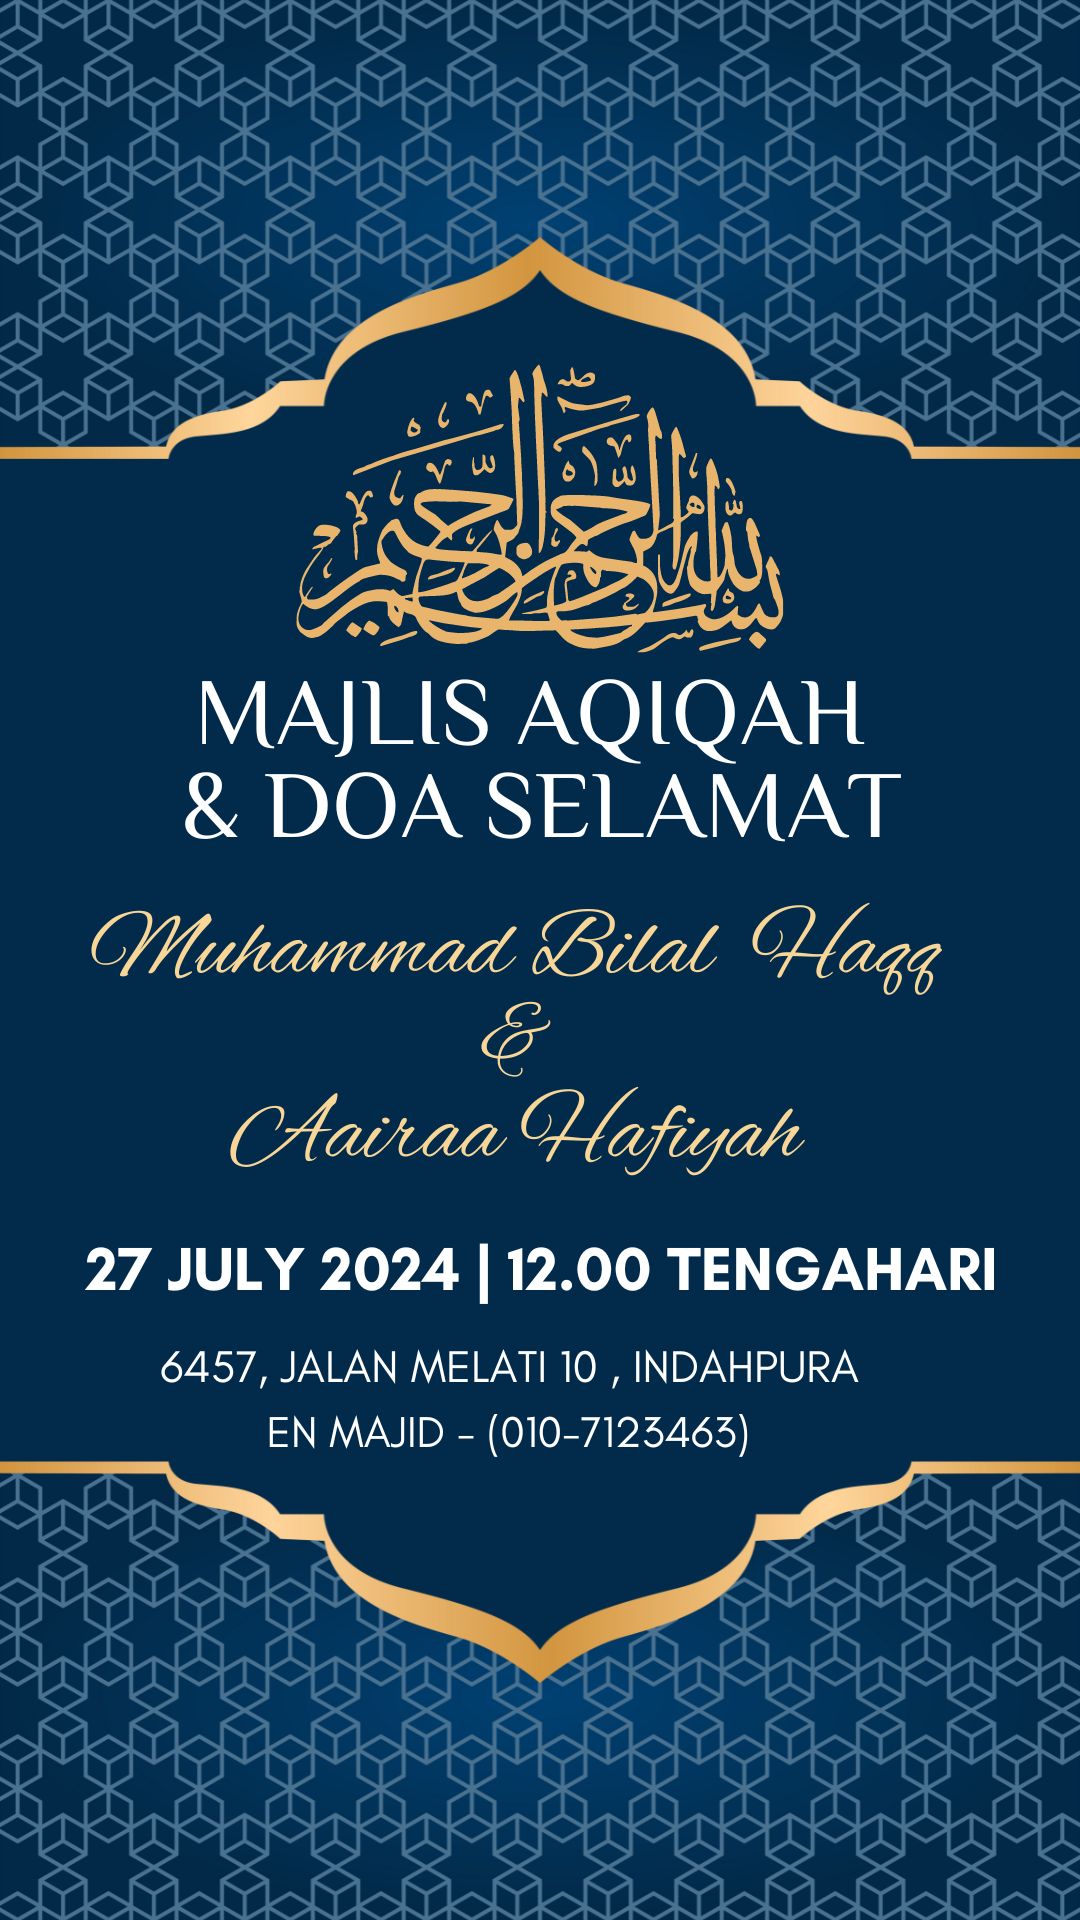 بسم الله الرحمن الرحيم
MAJLIS AQIQAH
& DOA SELAMAT
Muhammad Bilal Haqq
&
Aairaa Hafiyah
27 JULY 2024 | 12.00 TENGAHARI
6457, JALAN MELATI 10 , INDAHPURA
EN MAJID - (010-7123463)